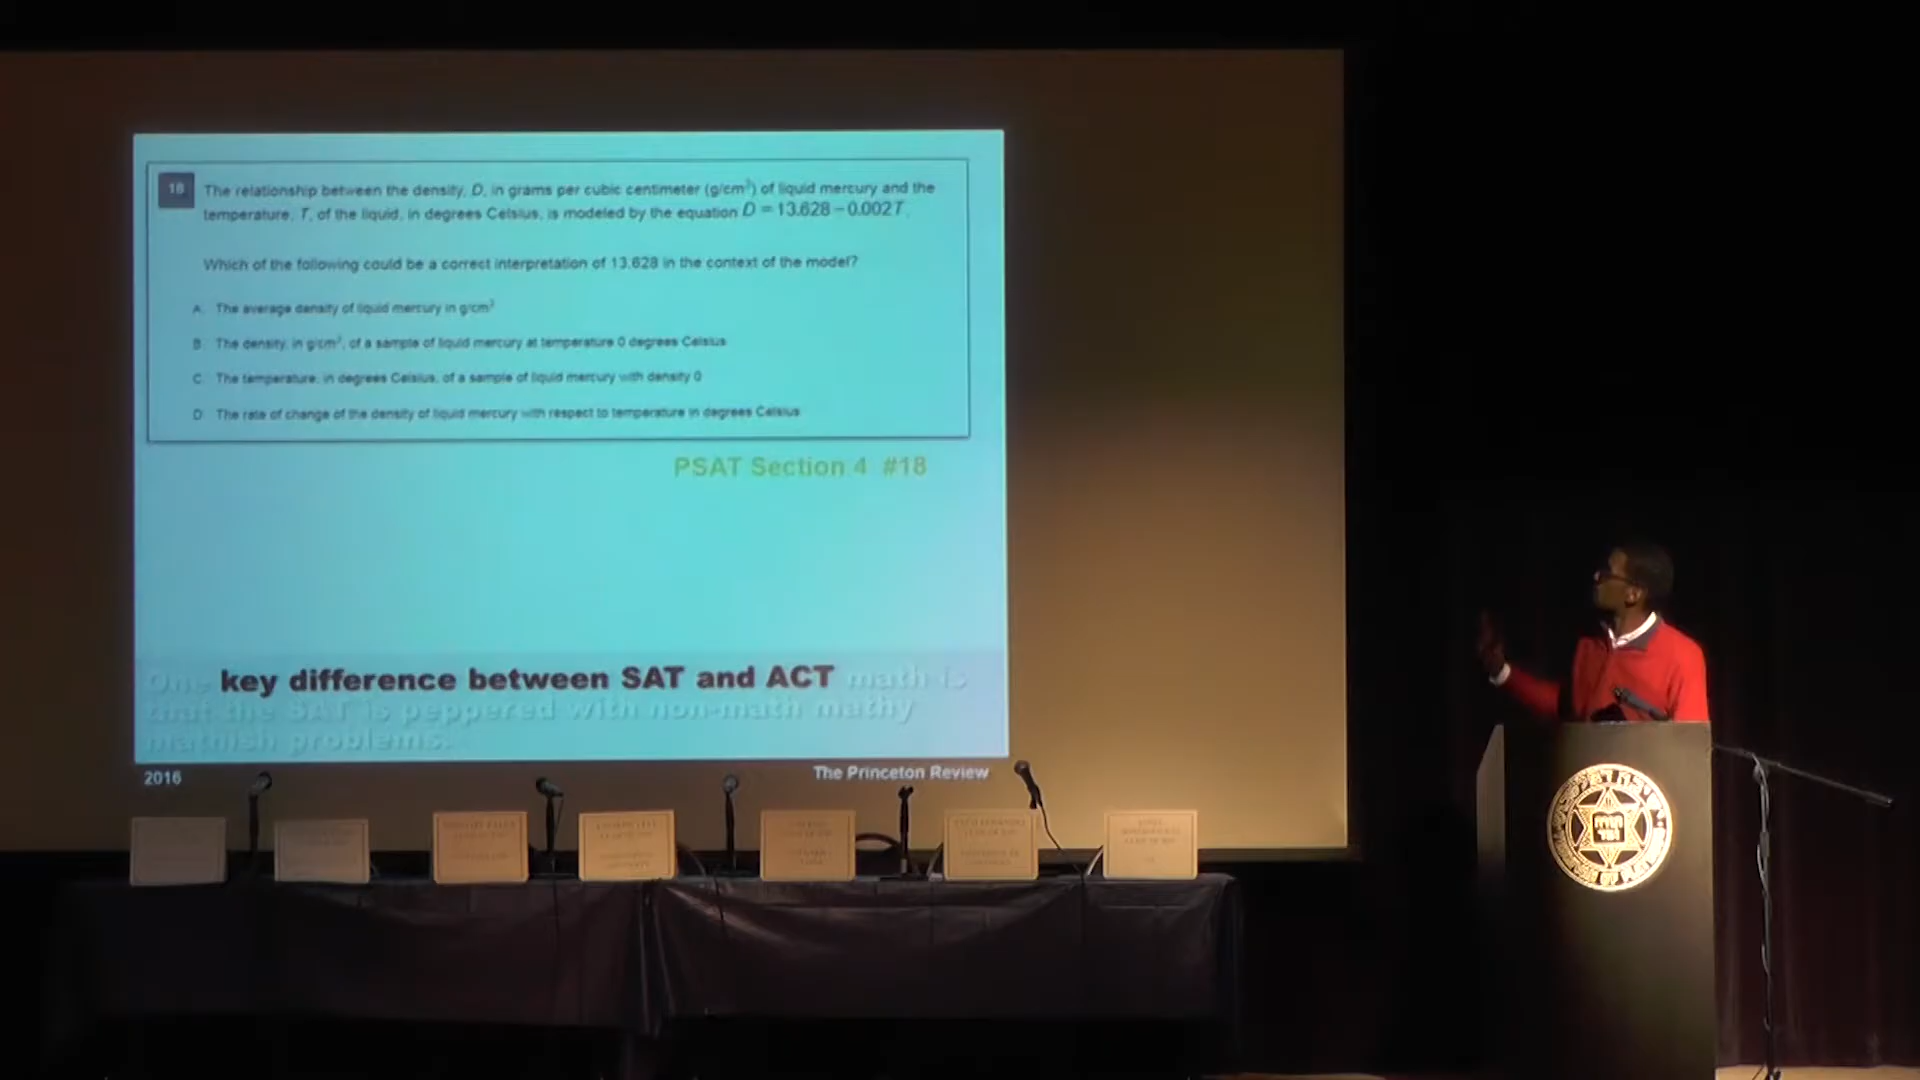 18
The relationship between the density, D, in grams per cubic centimeter (g/cm³) of liquid mercury and the
temperature, T, of the liquid, in degrees Celsius, is modeled by the equation D = 13.628 − 0.002T.
Which of the following could be a correct interpretation of 13.628 in the context of the model?
A. The average density of liquid mercury in g/cm³
B. The density, in g/cm³, of a sample of liquid mercury at temperature 0 degrees Celsius
C. The temperature, in degrees Celsius, of a sample of liquid mercury with density 0
D. The rate of change of the density of liquid mercury with respect to temperature in degrees Celsius
PSAT Section 4 #18
One key difference between SAT and ACT math is
that the SAT is peppered with non-math mathy
mathish problems.
2016
The Princeton Review